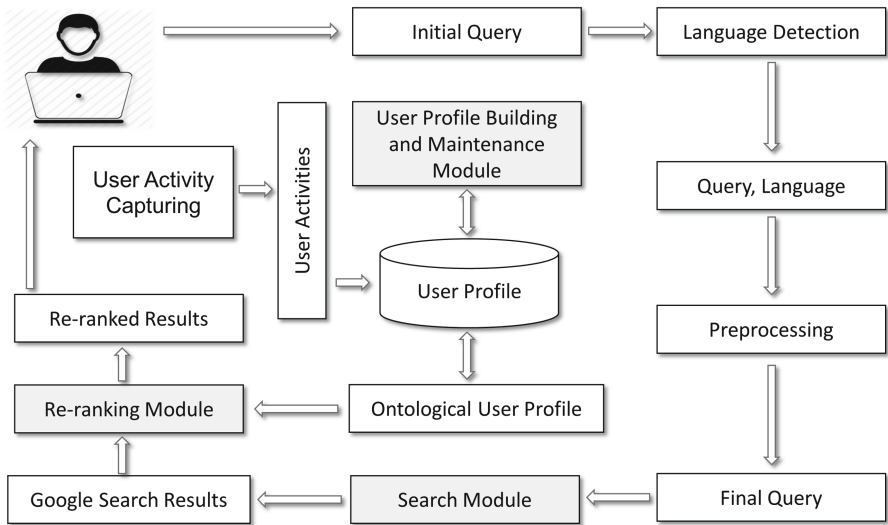 Initial Query
Language Detection
User Profile Building
and Maintenance
Module
User Activity
Capturing
User Activities
Query, Language
User Profile
Re-ranked Results
Preprocessing
Re-ranking Module
Ontological User Profile
Google Search Results
Search Module
Final Query